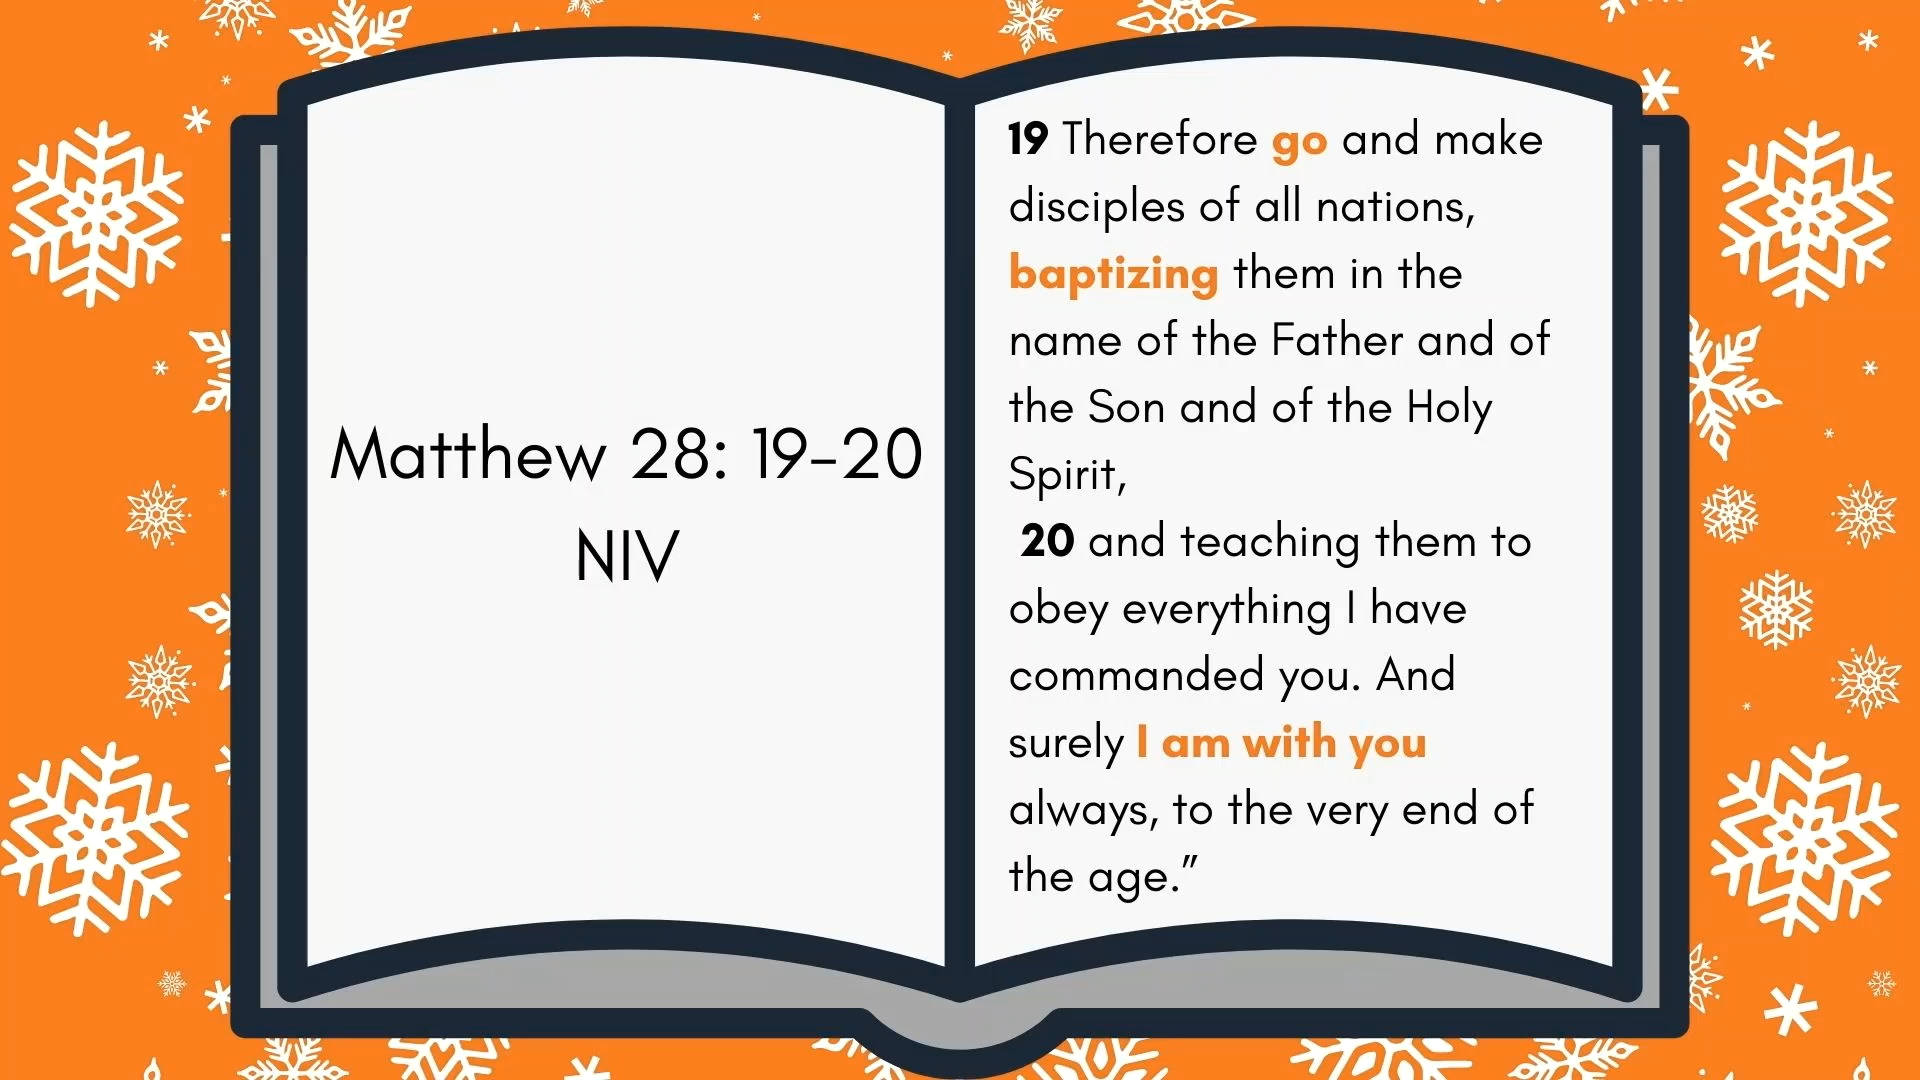 Matthew 28: 19-20
NIV
19 Therefore go and make
disciples of all nations,
baptizing them in the
name of the Father and of
the Son and of the Holy
Spirit,
20 and teaching them to
obey everything I have
commanded you. And
surely I am with you
always, to the very end of
the age.”